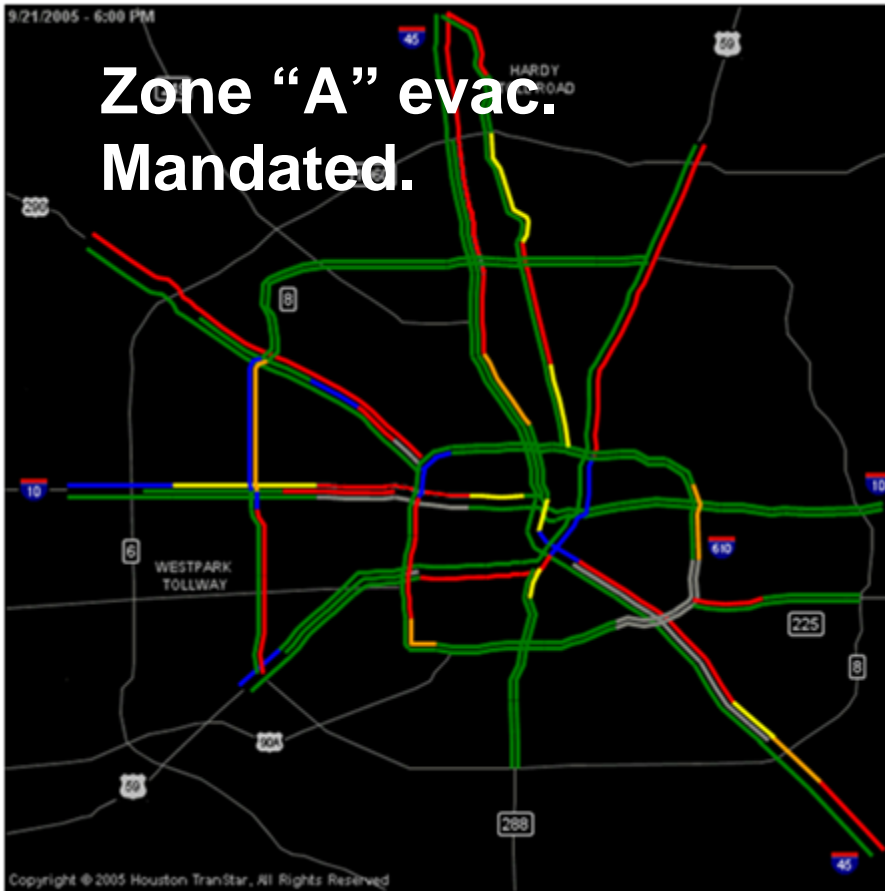 9/21/2005 - 6:00 PM
45
59
HARDY
ROAD
Zone “A” evac.
Mandated.
290
8
10
10
6
610
WESTPARK
TOLLWAY
225
8
90A
59
288
45
Copyright © 2005 Houston TranStar, All Rights Reserved